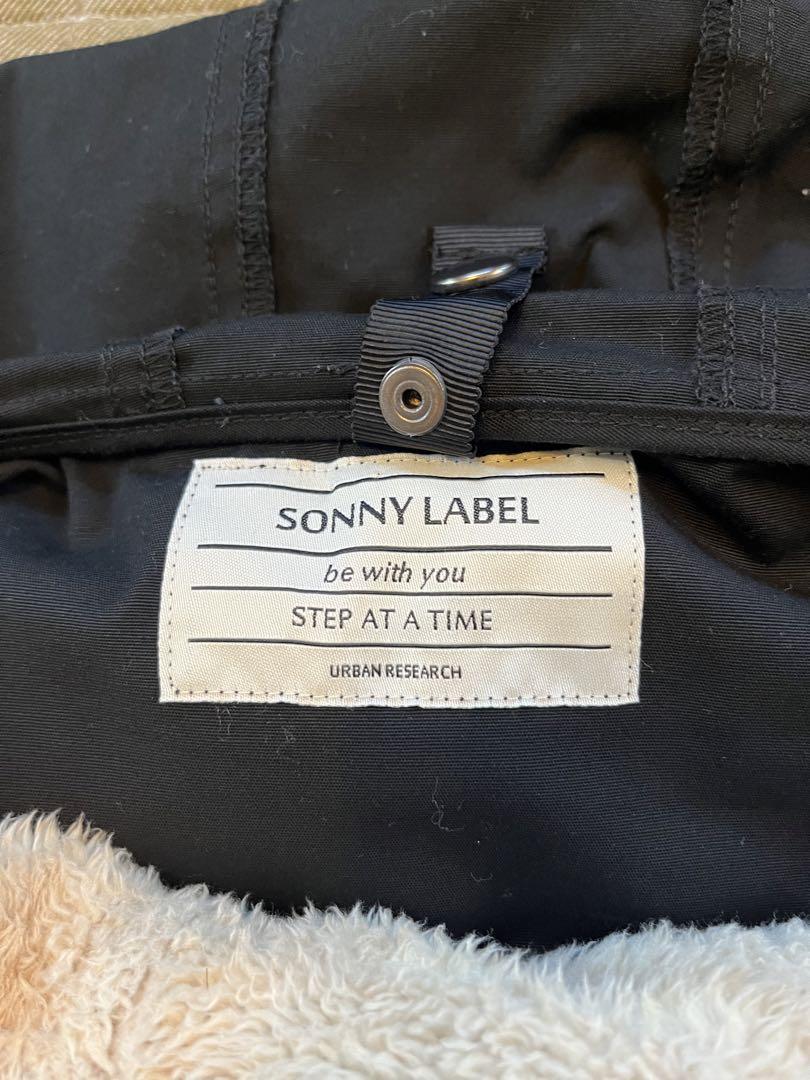 SONNY LABEL
be with you
STEP AT A TIME
URBAN RESEARCH